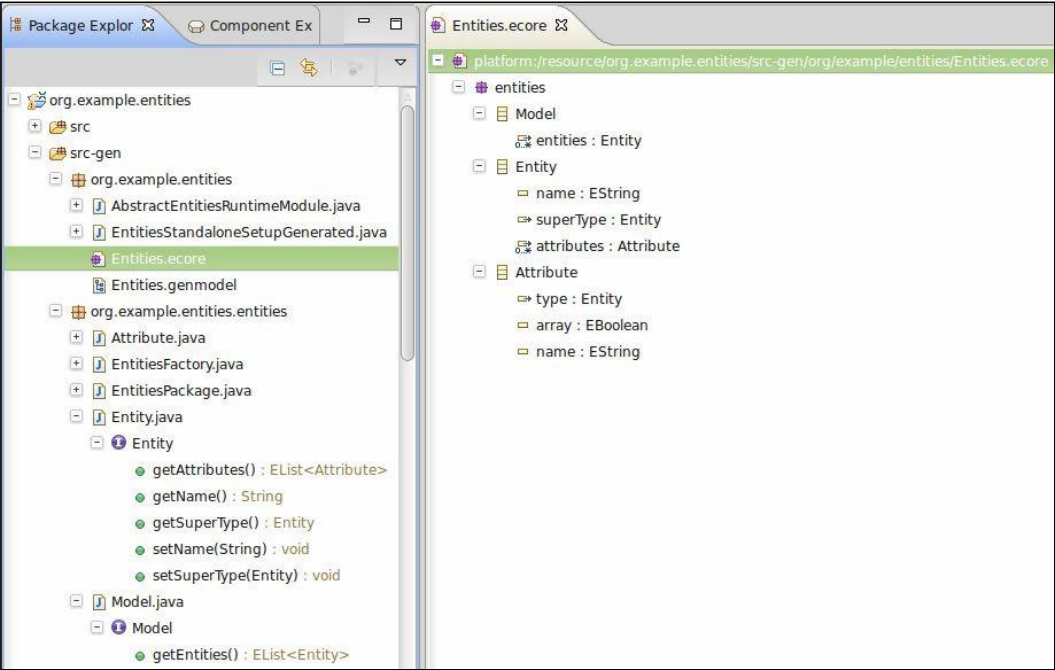 Package Explor
Component Ex
org.example.entities
src
src-gen
org.example.entities
AbstractEntitiesRuntimeModule.java
EntitiesStandaloneSetupGenerated.java
Entities.ecore
Entities.genmodel
org.example.entities.entities
Attribute.java
EntitiesFactory.java
EntitiesPackage.java
Entity.java
Entity
getAttributes() : EList<Attribute>
getName() : String
getSuperType() : Entity
setName(String) : void
setSuperType(Entity) : void
Model.java
Model
getEntities() : EList<Entity>
Entities.ecore
platform:/resource/org.example.entities/src-gen/org/example/entities/Entities.ecore
entities
Model
0..* entities : Entity
Entity
name : EString
superType : Entity
0..* attributes : Attribute
Attribute
type : Entity
array : EBoolean
name : EString